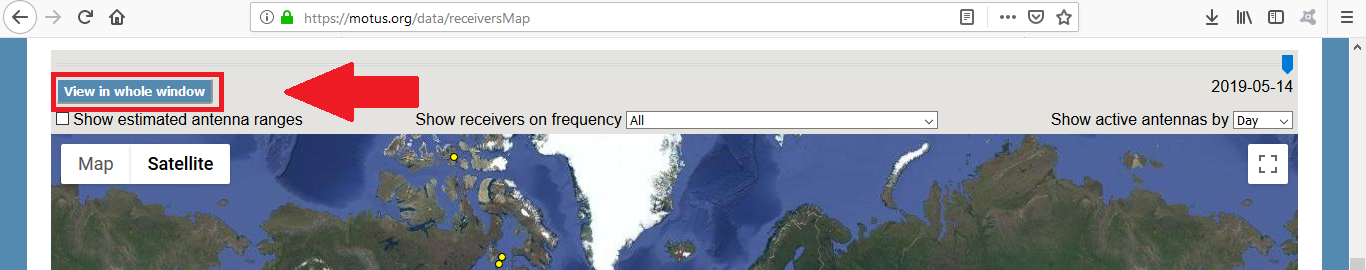 https://motus.org/data/receiversMap
View in whole window
2019-05-14
Show estimated antenna ranges
Show receivers on frequency All
Show active antennas by Day
Map Satellite